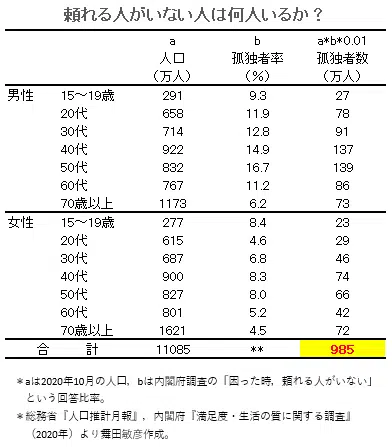 頼れる人がいない人は何人いるか？
a b a*b*0.01
人口 孤独者率 孤独者数
（万人） （%） （万人）
男性 15～19歳 291 9.3 27
20代 658 11.9 78
30代 714 12.8 91
40代 922 14.9 137
50代 832 16.7 139
60代 767 11.2 86
70歳以上 1173 6.2 73
女性 15～19歳 277 8.4 23
20代 615 4.6 29
30代 687 6.8 46
40代 900 8.3 74
50代 827 8.0 66
60代 801 5.2 42
70歳以上 1621 4.5 72
合 計 11085 ** 985
＊aは2020年10月の人口，bは内閣府調査の「困った時，頼れる人がいない」
という回答比率。
＊総務省『人口推計月報』，内閣府『満足度・生活の質に関する調査』
（2020年）より舞田敏彦作成。